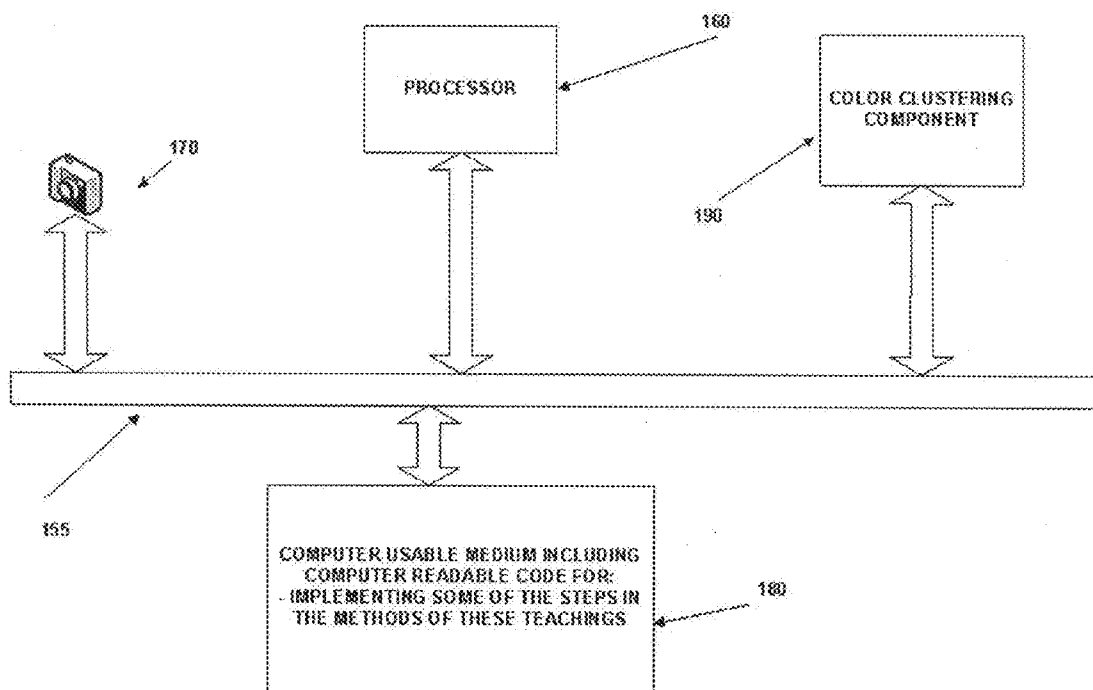 160
PROCESSOR
COLOR CLUSTERING
COMPONENT
170
190
155
COMPUTER USABLE MEDIUM INCLUDING
COMPUTER READABLE CODE FOR:
- IMPLEMENTING SOME OF THE STEPS IN
THE METHODS OF THESE TEACHINGS
180